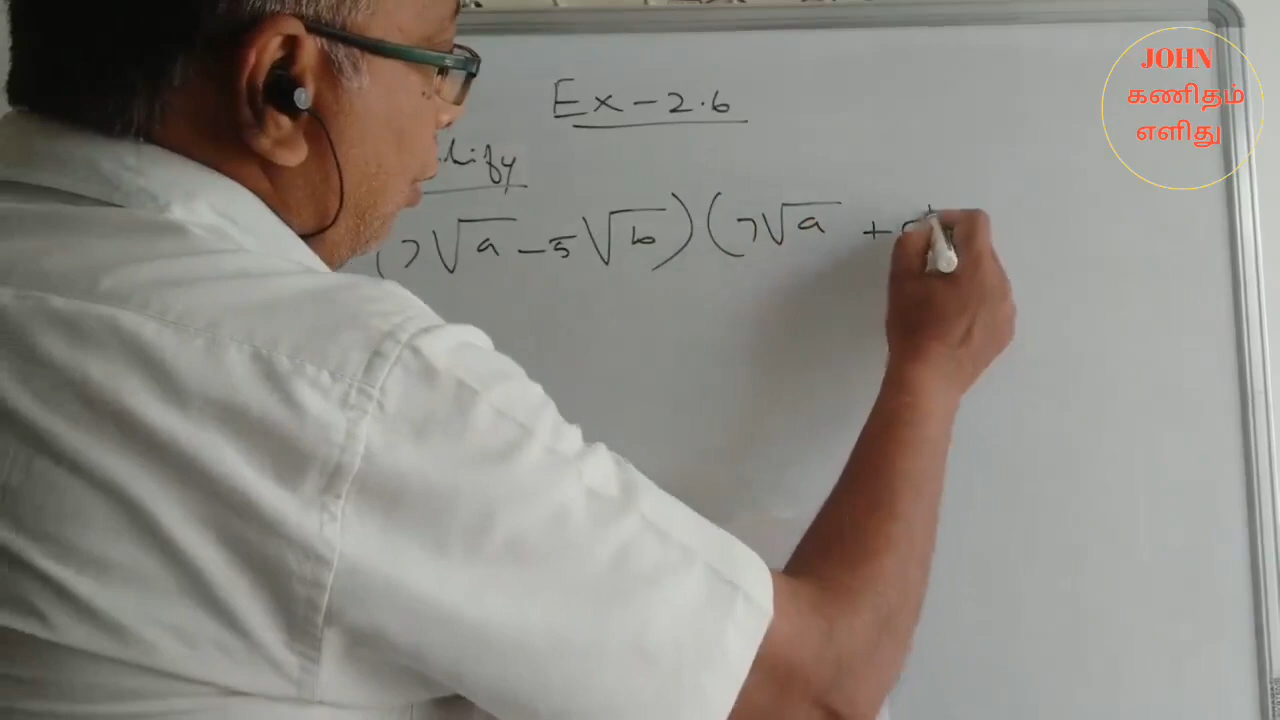 JOHN
கணிதம்
எளிது
Ex - 2.6
(7√a - 5√b) (7√a +